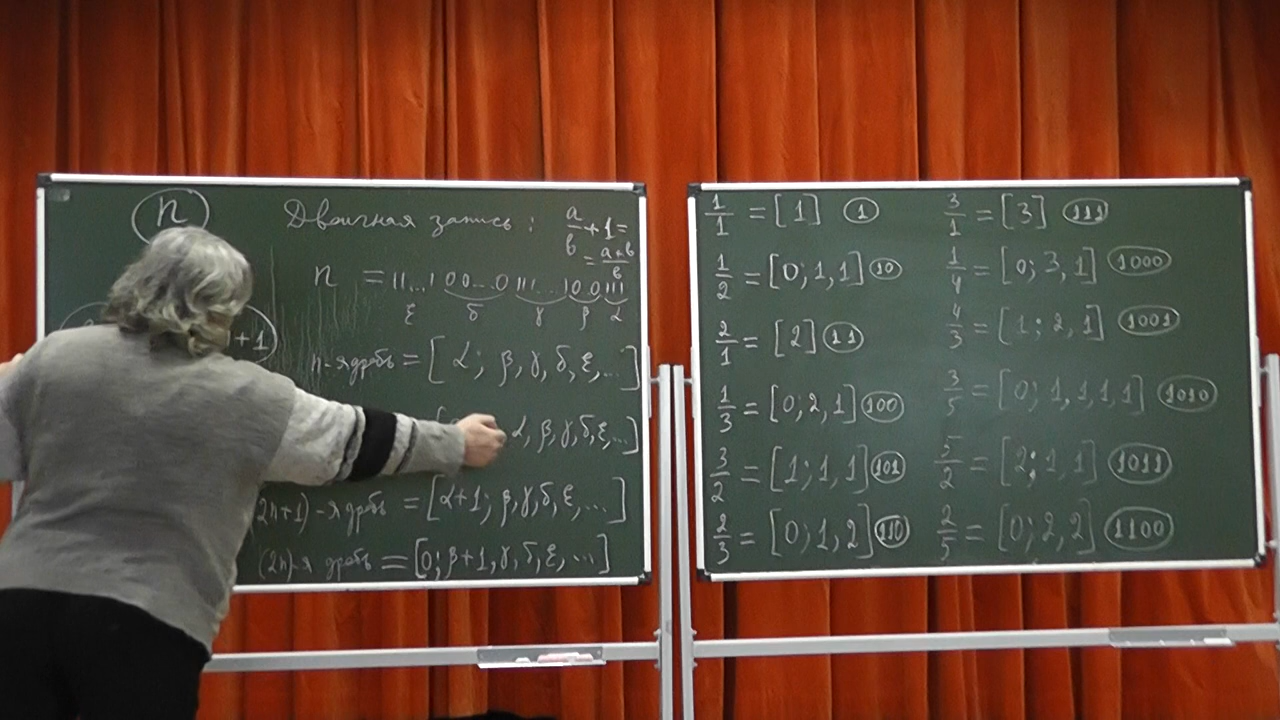 n
Двоичная запись: a/b + 1 =
= a+b/b
n = 11...1 00...0 111...1 00 111
ξ δ γ β α
+1
n-я дробь = [α; β, γ, δ, ξ, ...]
α, β, γ, δ, ξ, ...]
(2n+1)-я дробь = [α+1; β, γ, δ, ξ, ...]
(2n)-я дробь = [0; β+1, γ, δ, ξ, ...]
1/1 = [1] 1
1/2 = [0; 1, 1] 10
2/1 = [2] 11
1/3 = [0; 2, 1] 100
3/2 = [1; 1, 1] 101
2/3 = [0; 1, 2] 110
3/1 = [3] 111
1/4 = [0; 3, 1] 1000
4/3 = [1; 2, 1] 1001
3/5 = [0; 1, 1, 1, 1] 1010
5/2 = [2; 1, 1] 1011
2/5 = [0; 2, 2] 1100